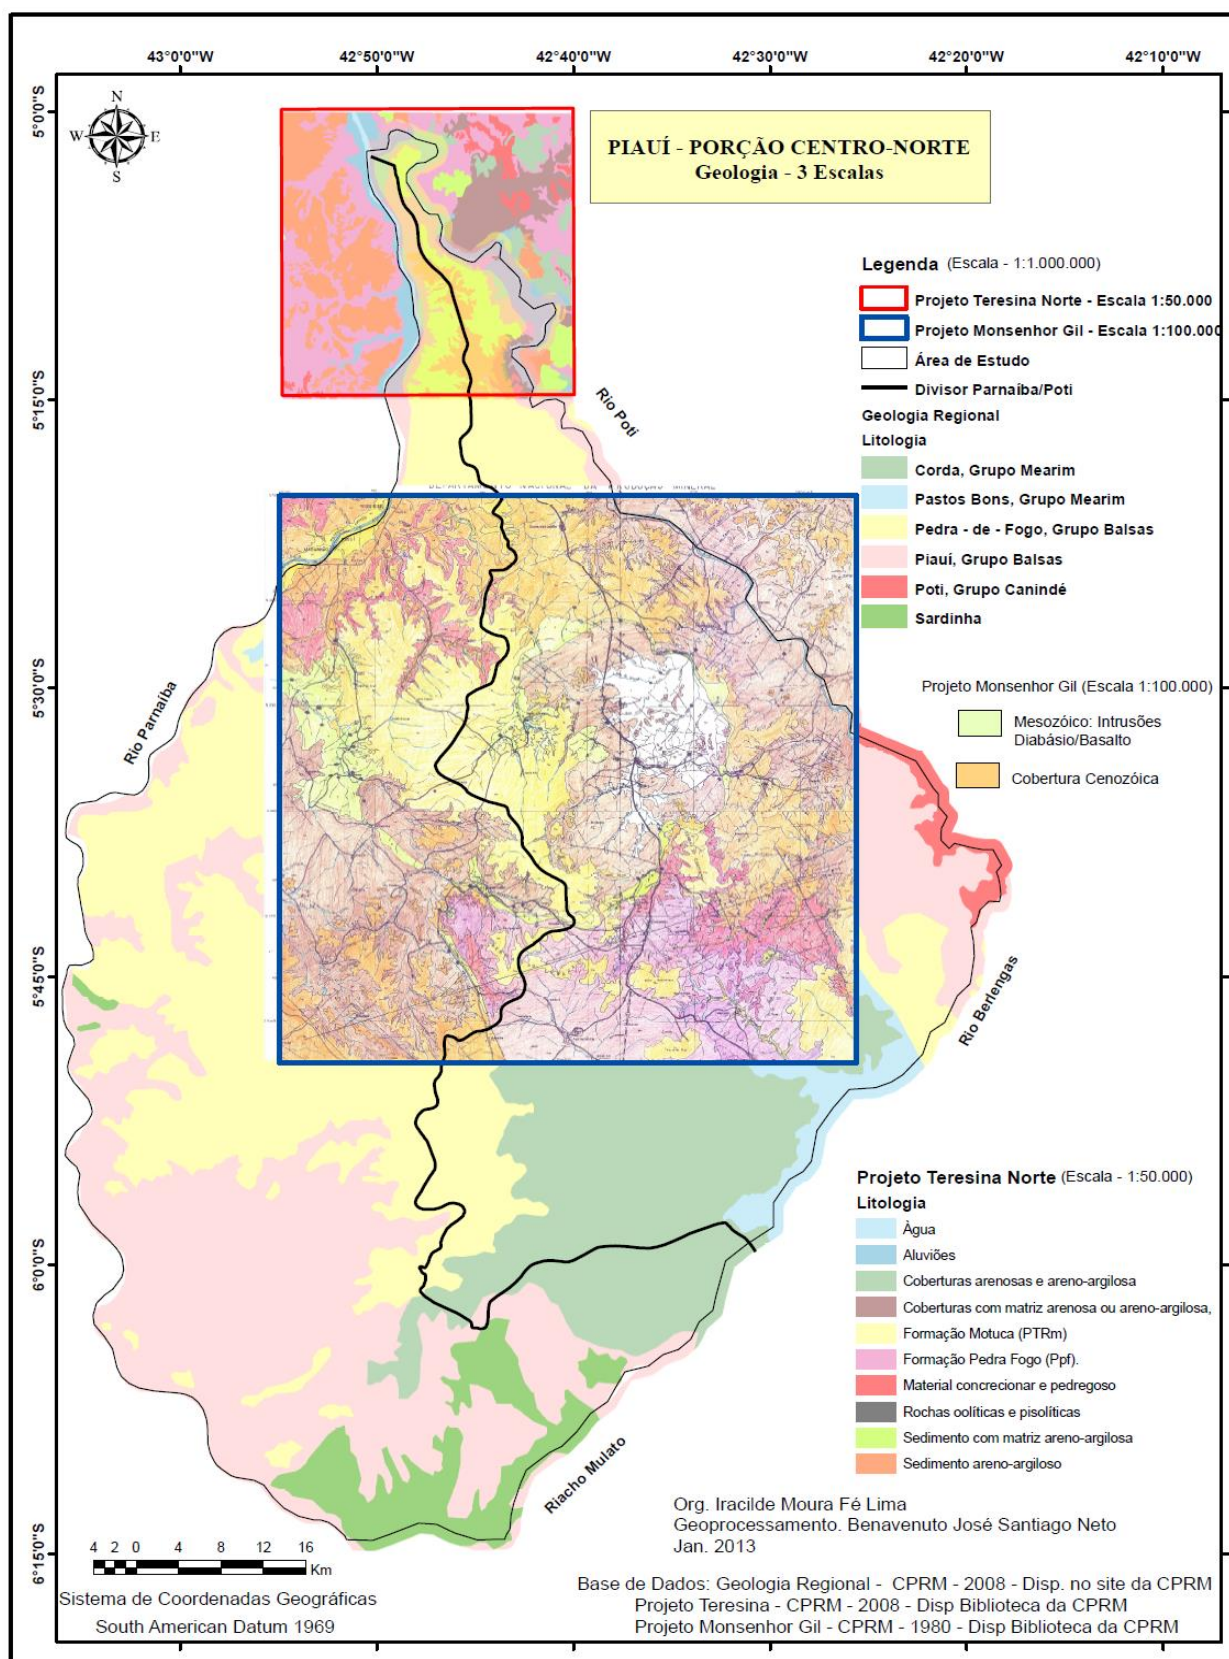 43°0'0"W 42°50'0"W 42°40'0"W 42°30'0"W 42°20'0"W 42°10'0"W
5°0'0"S
5°15'0"S
5°30'0"S
5°45'0"S
6°0'0"S
6°15'0"S
N
W E
S
PIAUÍ - PORÇÃO CENTRO-NORTE
Geologia - 3 Escalas
Legenda (Escala - 1:1.000.000)
Projeto Teresina Norte - Escala 1:50.000
Projeto Monsenhor Gil - Escala 1:100.000
Área de Estudo
Divisor Parnaíba/Poti
Geologia Regional
Litologia
Corda, Grupo Mearim
Pastos Bons, Grupo Mearim
Pedra - de - Fogo, Grupo Balsas
Piauí, Grupo Balsas
Poti, Grupo Canindé
Sardinha
Rio Poti
DEPARTAMENTO NACIONAL DA PRODUÇÃO MINERAL
Projeto Monsenhor Gil (Escala 1:100.000)
Mesozóico: Intrusões
Diabásio/Basalto
Cobertura Cenozóica
Rio Parnaíba
Rio Berlengas
Projeto Teresina Norte (Escala - 1:50.000)
Litologia
Àgua
Aluviões
Coberturas arenosas e areno-argilosa
Coberturas com matriz arenosa ou areno-argilosa,
Formação Motuca (PTRm)
Formação Pedra Fogo (Ppf).
Material concrecionar e pedregoso
Rochas oolíticas e pisolíticas
Sedimento com matriz areno-argilosa
Sedimento areno-argiloso
Riacho Mulato
Org. Iracilde Moura Fé Lima
Geoprocessamento. Benavenuto José Santiago Neto
Jan. 2013
4 2 0 4 8 12 16
Km
Sistema de Coordenadas Geográficas
South American Datum 1969
Base de Dados: Geologia Regional - CPRM - 2008 - Disp. no site da CPRM
Projeto Teresina - CPRM - 2008 - Disp Biblioteca da CPRM
Projeto Monsenhor Gil - CPRM - 1980 - Disp Biblioteca da CPRM